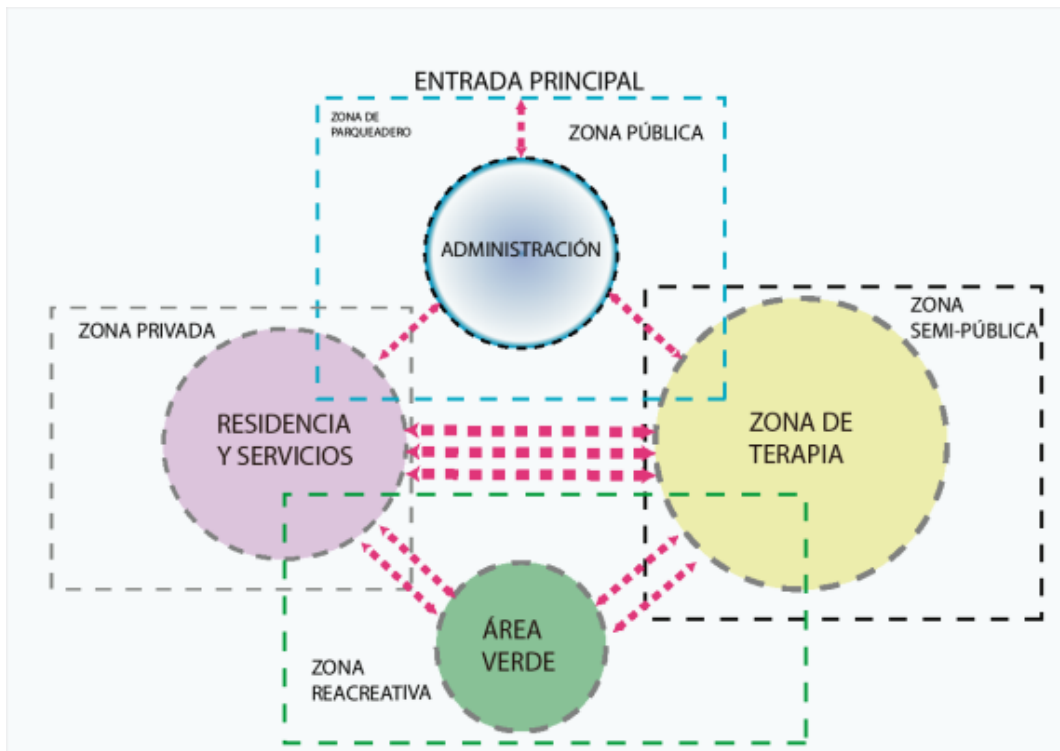 ENTRADA PRINCIPAL
ZONA DE
PARQUEADERO
ZONA PÚBLICA
ADMINISTRACIÓN
ZONA PRIVADA
ZONA
SEMI-PÚBLICA
RESIDENCIA
Y SERVICIOS
ZONA DE
TERAPIA
ÁREA
VERDE
ZONA
REACREATIVA